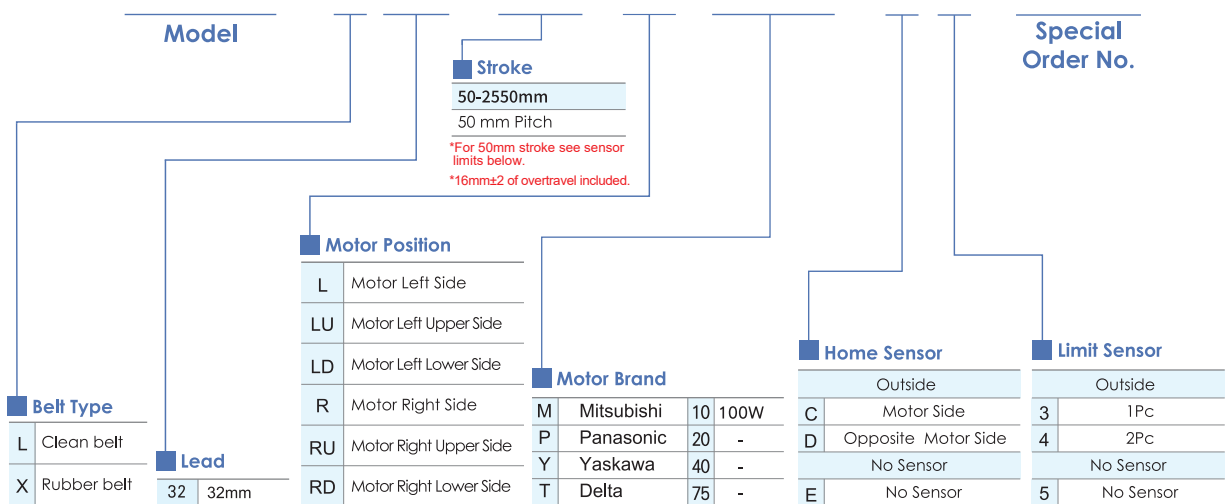 Model
Special
Order No.
Stroke
50-2550mm
50 mm Pitch
*For 50mm stroke see sensor
limits below.
*16mm±2 of overtravel included.
Motor Position
L Motor Left Side
LU Motor Left Upper Side
LD Motor Left Lower Side
R Motor Right Side
RU Motor Right Upper Side
RD Motor Right Lower Side
Belt Type
L Clean belt
X Rubber belt
Lead
32 32mm
Motor Brand
M Mitsubishi 10 100W
P Panasonic 20 -
Y Yaskawa 40 -
T Delta 75 -
Home Sensor
Outside
C Motor Side
D Opposite Motor Side
No Sensor
E No Sensor
Limit Sensor
Outside
3 1Pc
4 2Pc
No Sensor
5 No Sensor